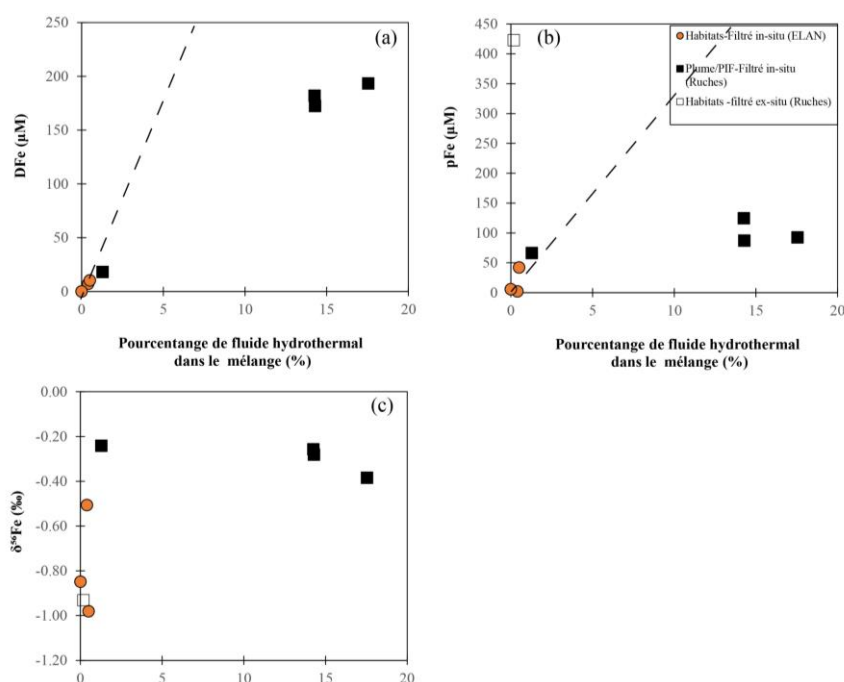 (a)
250
200
150
100
50
0
DFe (µM)
0 5 10 15 20
Pourcentange de fluide hydrothermal
dans le mélange (%)
(b)
450
400
350
300
250
200
150
100
50
0
pFe (µM)
Habitats-Filtré in-situ (ELAN)
Plume/PIF-Filtré in-situ
(Ruches)
Habitats -filtré ex-situ (Ruches)
0 5 10 15 20
Pourcentange de fluide hydrothermal
dans le mélange (%)
(c)
0.00
-0.20
-0.40
-0.60
-0.80
-1.00
-1.20
δ⁵⁶Fe (‰)
0 5 10 15 20